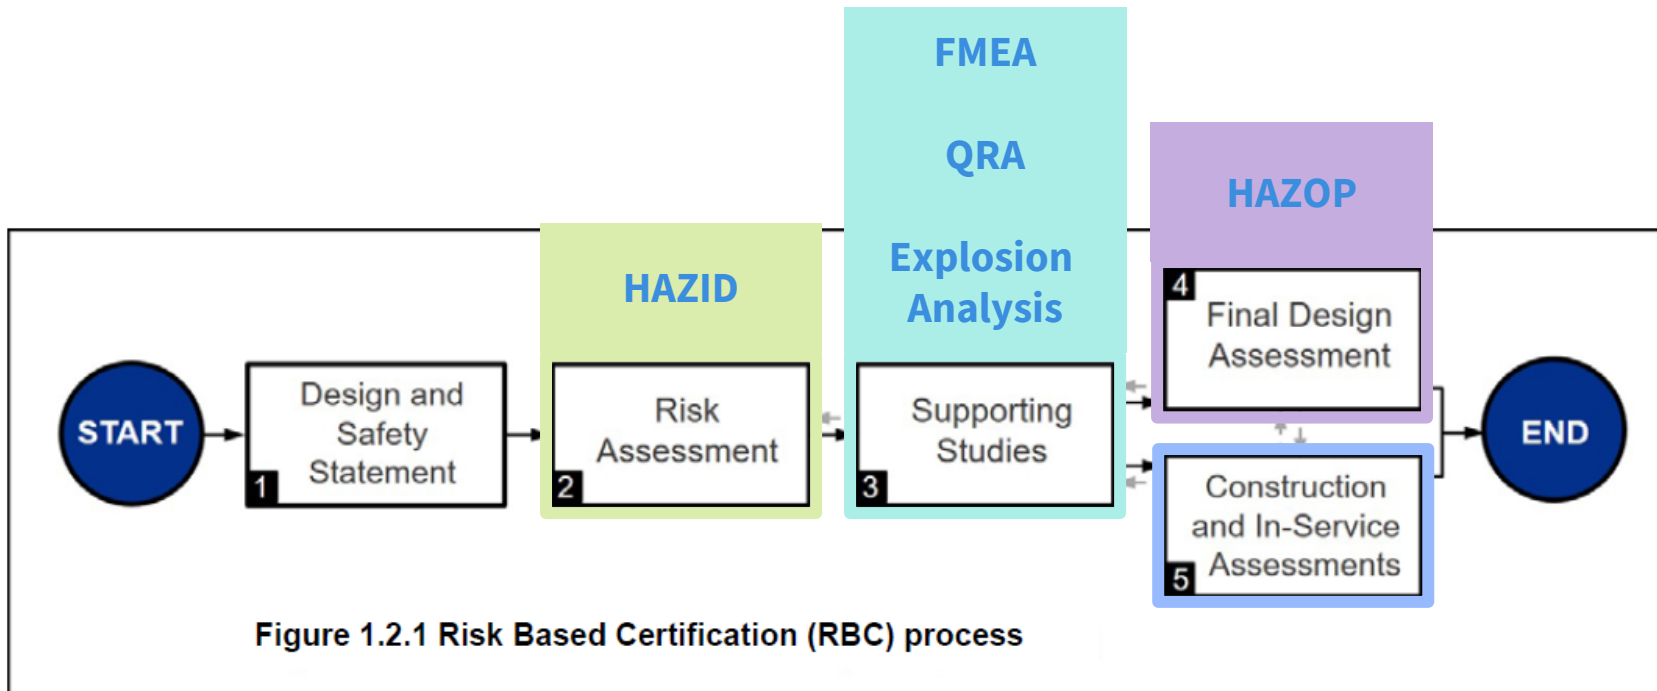 FMEA
QRA
Explosion
Analysis
HAZOP
HAZID
START
Design and
Safety
Statement
1
Risk
Assessment
2
Supporting
Studies
3
4
Final Design
Assessment
Construction
and In-Service
Assessments
5
END
Figure 1.2.1 Risk Based Certification (RBC) process